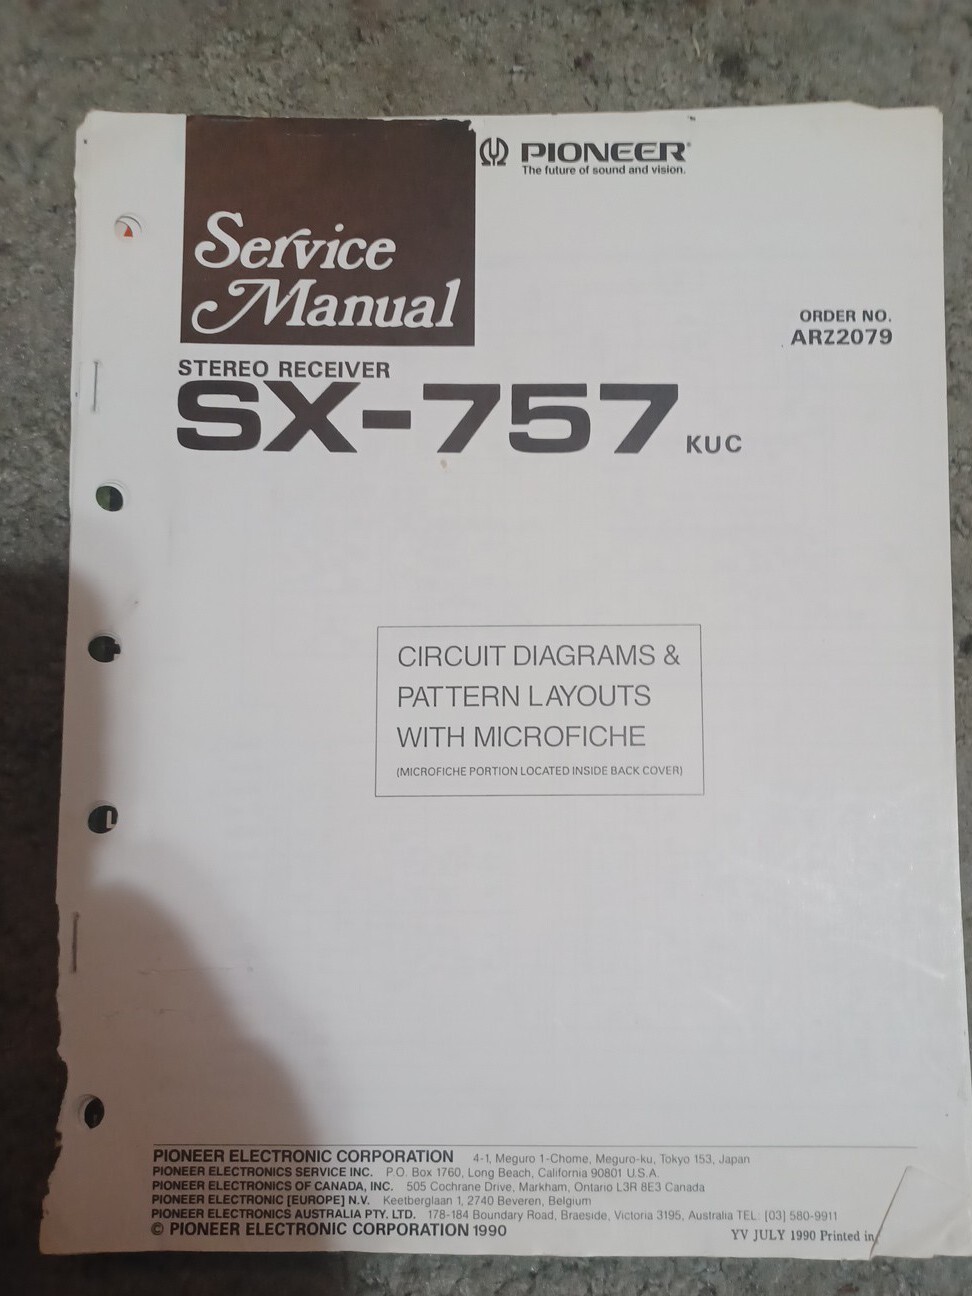 PIONEER®
The future of sound and vision.
Service
Manual
ORDER NO.
ARZ2079
STEREO RECEIVER
SX-757 KUC
CIRCUIT DIAGRAMS &
PATTERN LAYOUTS
WITH MICROFICHE
(MICROFICHE PORTION LOCATED INSIDE BACK COVER)
PIONEER ELECTRONIC CORPORATION 4-1, Meguro 1-Chome, Meguro-ku, Tokyo 153, Japan
PIONEER ELECTRONICS SERVICE INC. P.O. Box 1760, Long Beach, California 90801 U.S.A.
PIONEER ELECTRONICS OF CANADA, INC. 505 Cochrane Drive, Markham, Ontario L3R 8E3 Canada
PIONEER ELECTRONIC [EUROPE] N.V. Keetberglaan 1, 2740 Beveren, Belgium
PIONEER ELECTRONICS AUSTRALIA PTY. LTD. 178-184 Boundary Road, Braeside, Victoria 3195, Australia TEL: [03] 580-9911
© PIONEER ELECTRONIC CORPORATION 1990
YV JULY 1990 Printed in